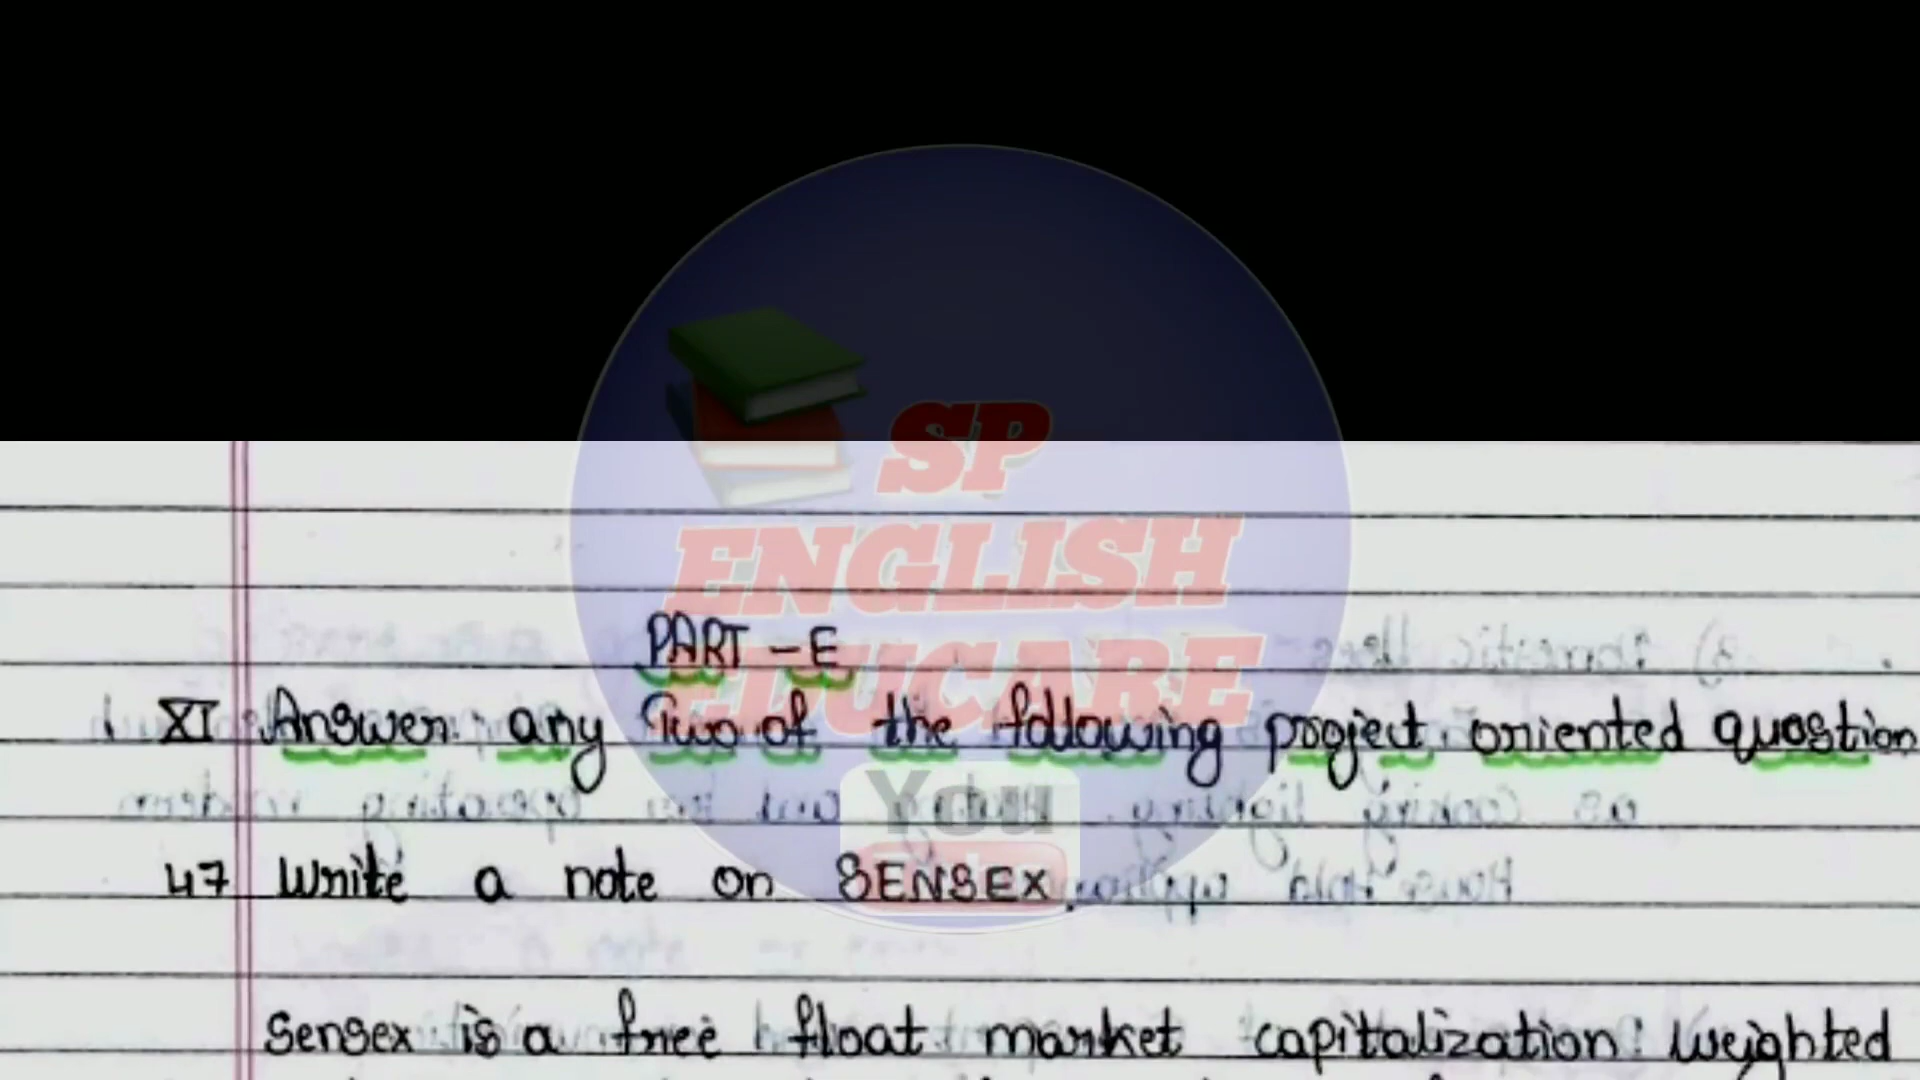 SP
ENGLISH
EDUCARE
PART - E
XI Answer any Two of the following project oriented question
You
47 Write a note on SENSEX.
Sensex is a free float market capitalization weighted